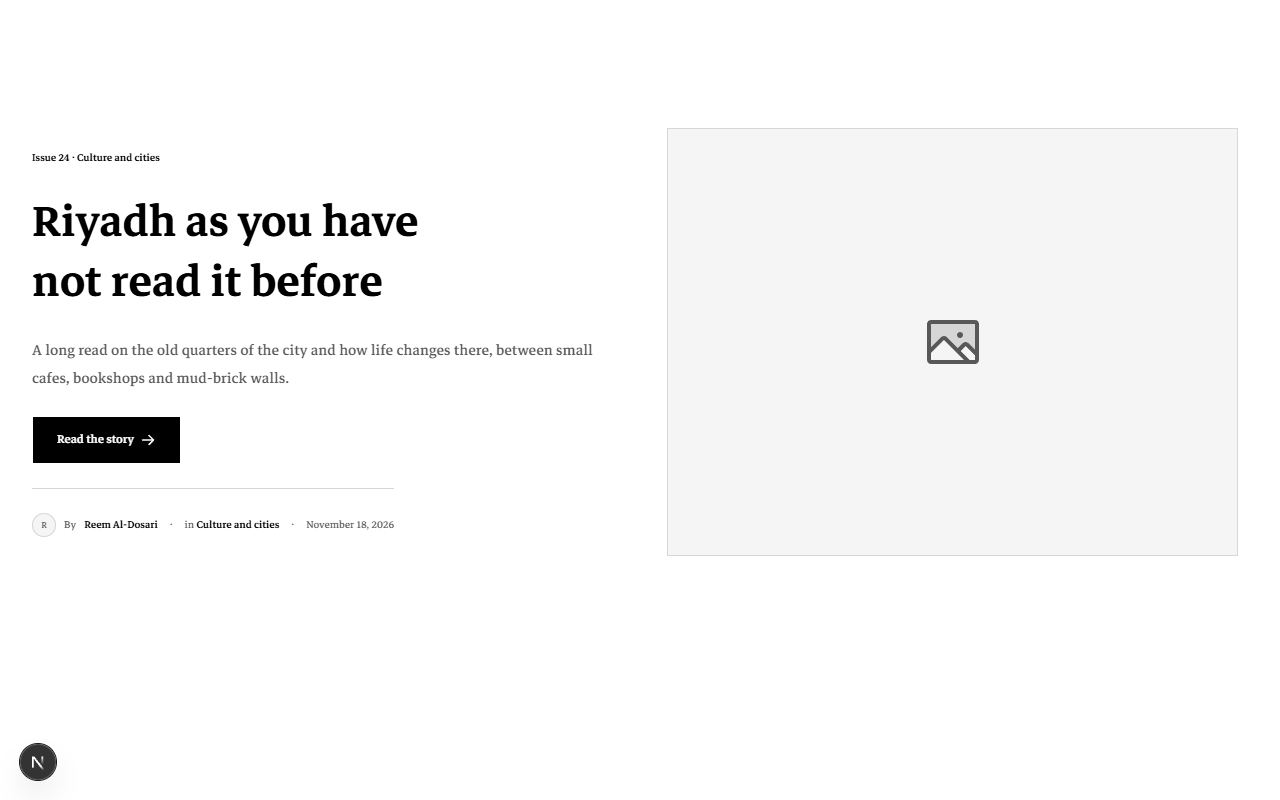 Issue 24 · Culture and cities
Riyadh as you have
not read it before
A long read on the old quarters of the city and how life changes there, between small
cafes, bookshops and mud-brick walls.
Read the story
R By Reem Al-Dosari · in Culture and cities · November 18, 2026
N